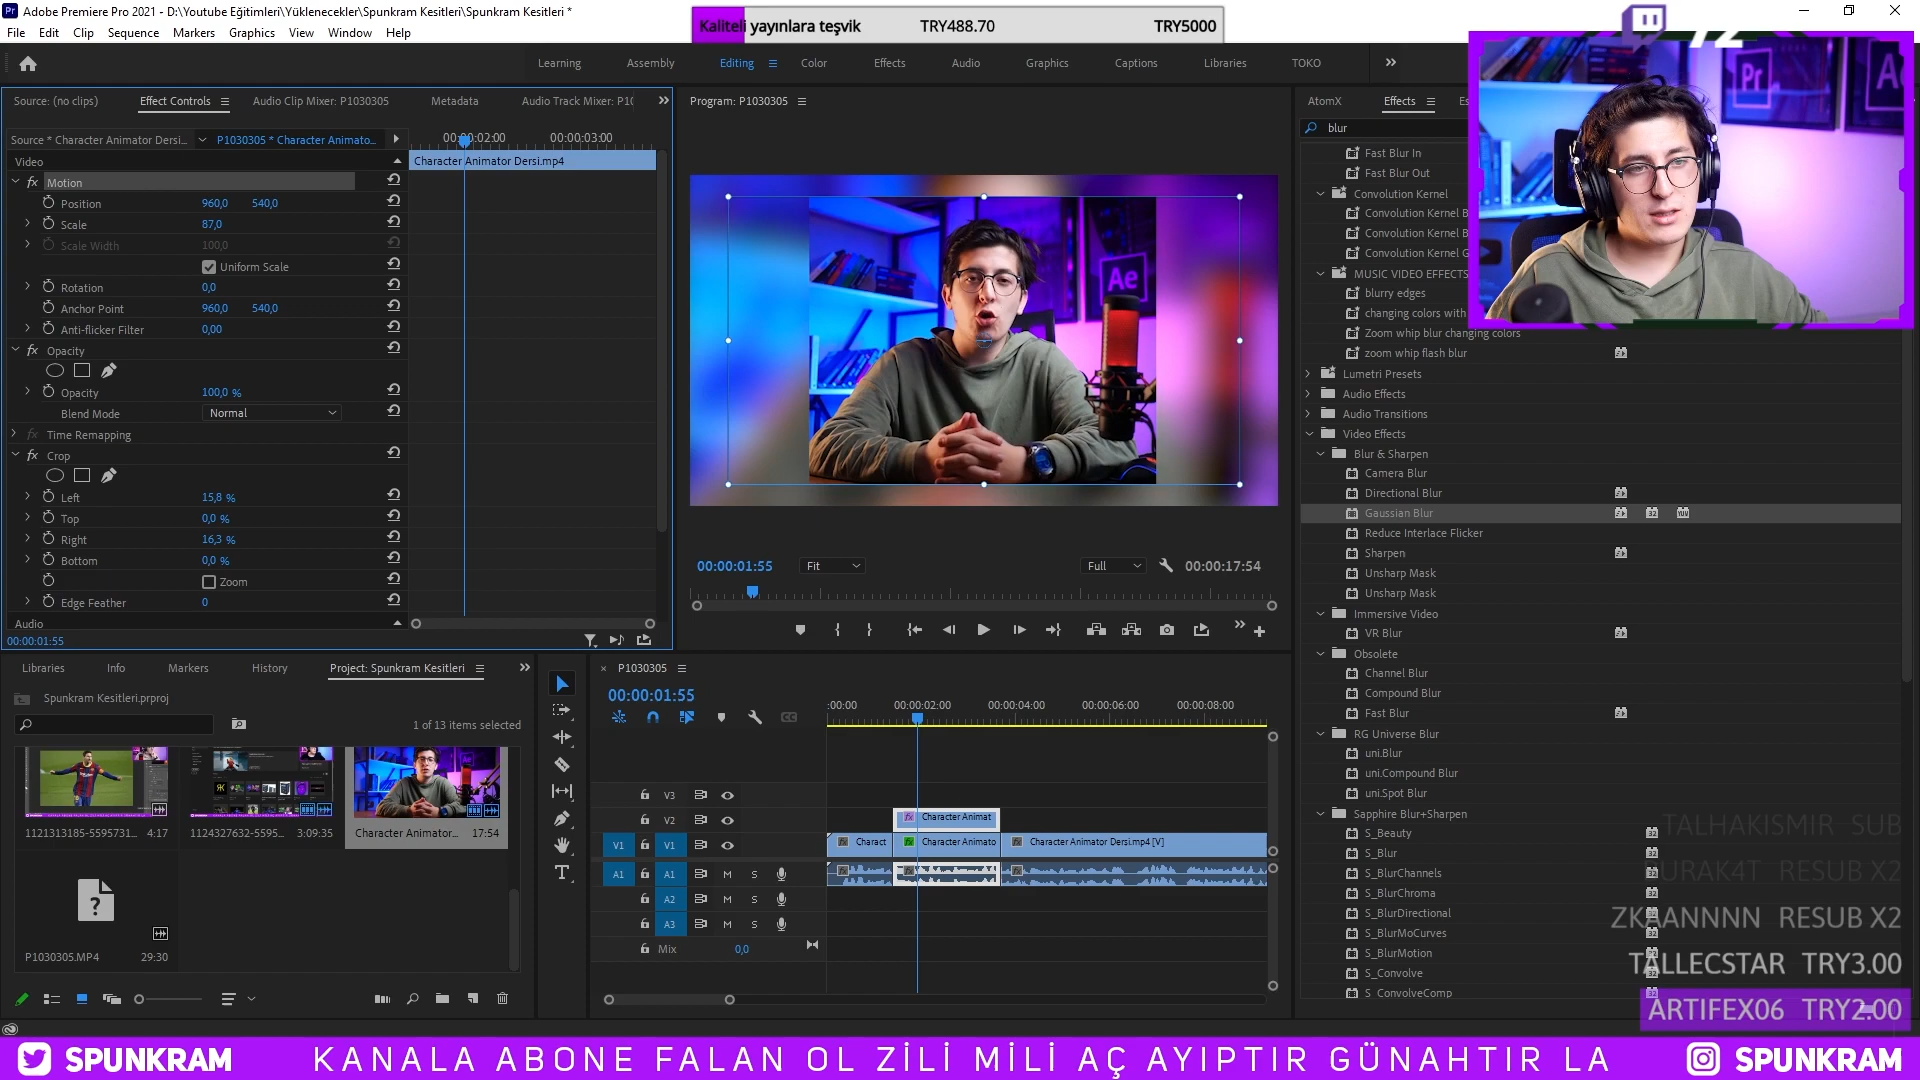 Adobe Premiere Pro 2021 - D:\Youtube Eğitimleri\Yüklenecekler\Spunkram Kesitleri\Spunkram Kesitleri *
File Edit Clip Sequence Markers Graphics View Window Help
Kaliteli yayınlara teşvik TRY488.70 TRY5000
Learning Assembly Editing Color Effects Audio Graphics Captions Libraries TOKO
Source: (no clips) Effect Controls Audio Clip Mixer: P1030305 Metadata Audio Track Mixer: P10
Source * Character Animator Dersi... P1030305 * Character Animato...
00:00:02:00 00:00:03:00
Video
Character Animator Dersi.mp4
Motion
Position 960,0 540,0
Scale 87,0
Scale Width 100,0
Uniform Scale
Rotation 0,0
Anchor Point 960,0 540,0
Anti-flicker Filter 0,00
Opacity
Opacity 100,0 %
Blend Mode Normal
Time Remapping
Crop
Left 15,8 %
Top 0,0 %
Right 16,3 %
Bottom 0,0 %
Zoom
Edge Feather 0
Audio
00:00:01:55
Program: P1030305
Ae
00:00:01:55 Fit Full 00:00:17:54
AtomX Effects Es
blur
Pr
Fast Blur In
Fast Blur Out
Convolution Kernel
Convolution Kernel B
Convolution Kernel B
Convolution Kernel G
MUSIC VIDEO EFFECTS
blurry edges
changing colors with
Zoom whip blur changing colors
zoom whip flash blur
Lumetri Presets
Audio Effects
Audio Transitions
Video Effects
Blur & Sharpen
Camera Blur
Directional Blur
Gaussian Blur
Reduce Interlace Flicker
Sharpen
Unsharp Mask
Unsharp Mask
Immersive Video
VR Blur
Obsolete
Channel Blur
Compound Blur
Fast Blur
RG Universe Blur
uni.Blur
uni.Compound Blur
uni.Spot Blur
Sapphire Blur+Sharpen
S_Beauty
S_Blur
S_BlurChannels
S_BlurChroma
S_BlurDirectional
S_BlurMoCurves
S_BlurMotion
S_Convolve
S_ConvolveComp
TALHAKISMIR SUB
URAK4T RESUB X2
ZKAANNNN RESUB X2
TALLECSTAR TRY3.00
ARTIFEX06 TRY2.00
Libraries Info Markers History Project: Spunkram Kesitleri
Spunkram Kesitleri.prproj
1 of 13 items selected
1121313185-5595731... 4:17
1124327632-5595... 3:09:35
Character Animator... 17:54
P1030305.MP4 29:30
P1030305
00:00:01:55
:00:00 00:00:02:00 00:00:04:00 00:00:06:00 00:00:08:00
V3
V2 Character Animat
V1 V1 Charact Character Animato Character Animator Dersi.mp4 [V]
A1 A1 M S
A2 M S
A3 M S
Mix 0,0
SPUNKRAM KANALA ABONE FALAN OL ZİLİ MİLİ AÇ AYIPTIR GÜNAHTIR LA SPUNKRAM